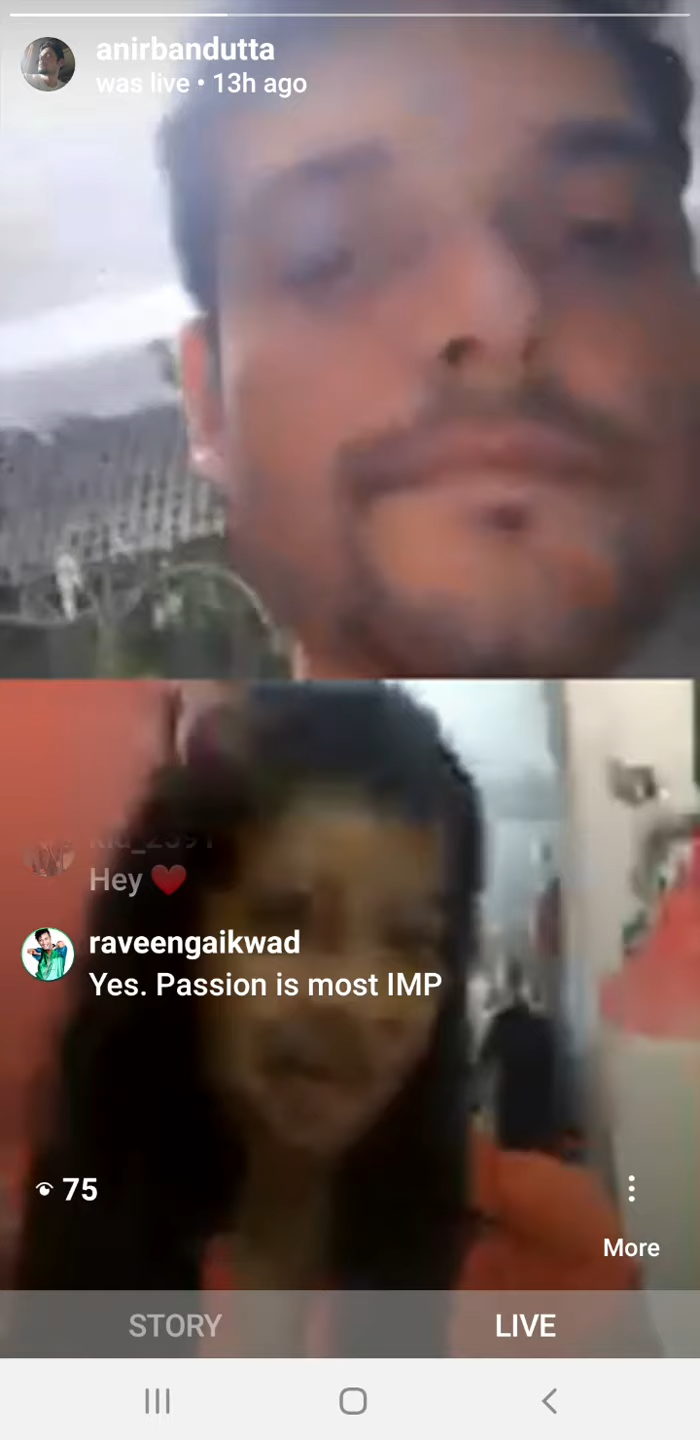 anirbandutta
was live • 13h ago
Hey ❤️
raveengaikwad
Yes. Passion is most IMP
75
More
STORY
LIVE